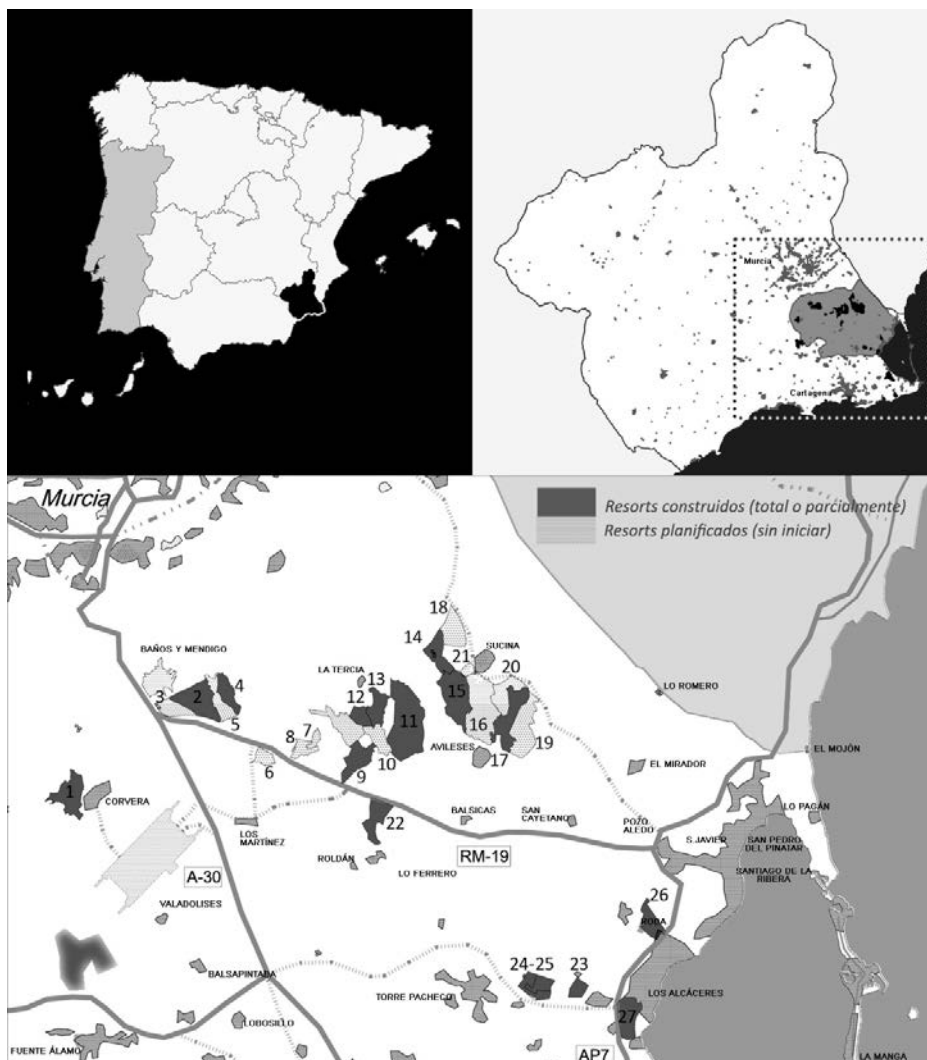 Murcia
Cartagena
Murcia
Resorts construidos (total o parcialmente)
Resorts planificados (sin iniciar)
18
14
SUCINA
BAÑOS Y MENDIGO
21
20
LA TERCIA
13
4
12
15
LO ROMERO
3
2
11
5
16
7
8
AVILESES
19
EL MOJÓN
10
17
6
9
EL MIRADOR
1
CORVERA
LO PAGÁN
22
BALSICAS
SAN
CAYETANO
POZO
ALEDO
LOS
MARTÍNEZ
S.JAVIER
SAN PEDRO
DEL PINATAR
ROLDÁN
RM-19
LO FERRERO
SANTIAGO DE LA
RIBERA
A-30
26
VALADOLISES
RODA
24-25
23
BALSAPINTADA
TORRE PACHECO
LOS ALCÁCERES
27
LOBOSILLO
FUENTE ÁLAMO
AP7
LA MANGA